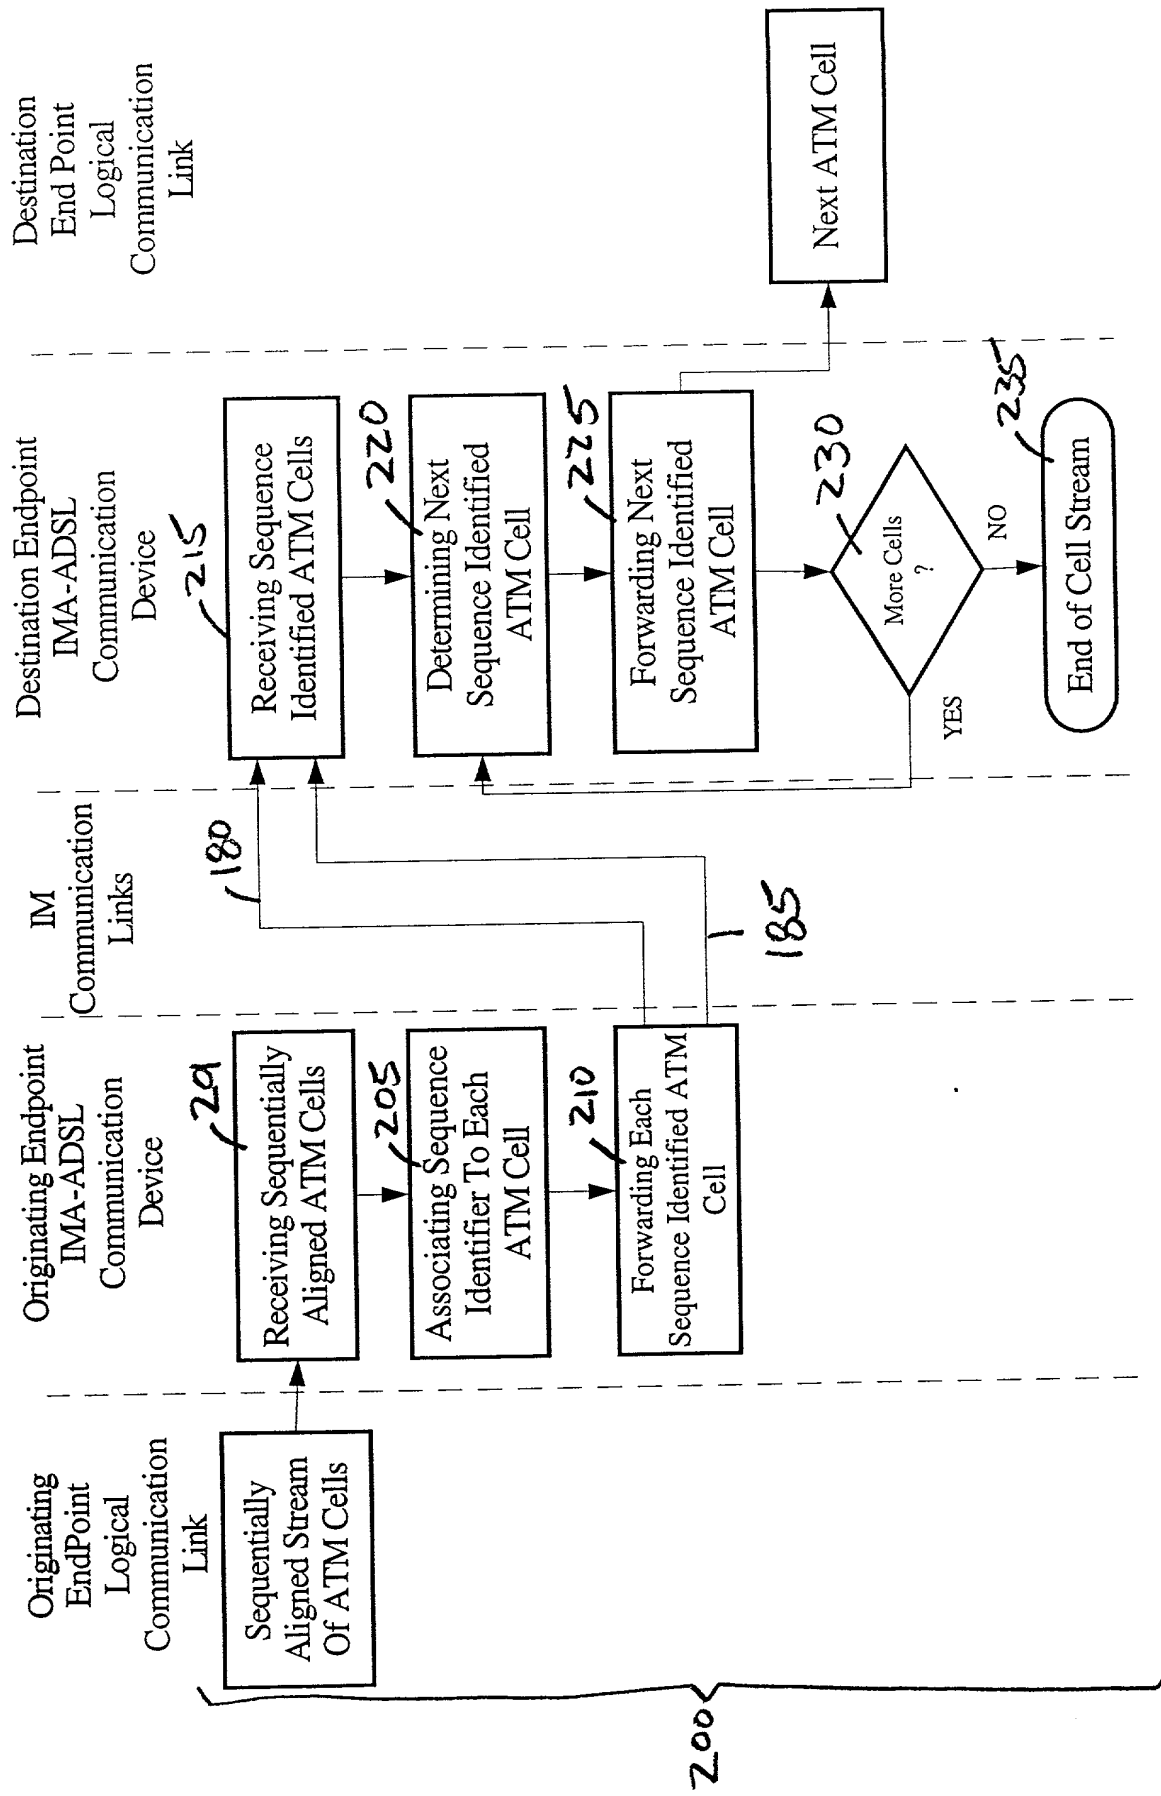 Originating
EndPoint
Logical
Communication
Link
Originating Endpoint
IMA-ADSL
Communication
Device
IM
Communication
Links
Destination Endpoint
IMA-ADSL
Communication
Device
Destination
End Point
Logical
Communication
Link
Sequentially
Aligned Stream
Of ATM Cells
201
Receiving Sequentially
Aligned ATM Cells
205
Associating Sequence
Identifier To Each
ATM Cell
210
Forwarding Each
Sequence Identified ATM
Cell
180
185
215
Receiving Sequence
Identified ATM Cells
220
Determining Next
Sequence Identified
ATM Cell
225
Forwarding Next
Sequence Identified
ATM Cell
230
More Cells
?
YES
NO
235
End of Cell Stream
Next ATM Cell
200